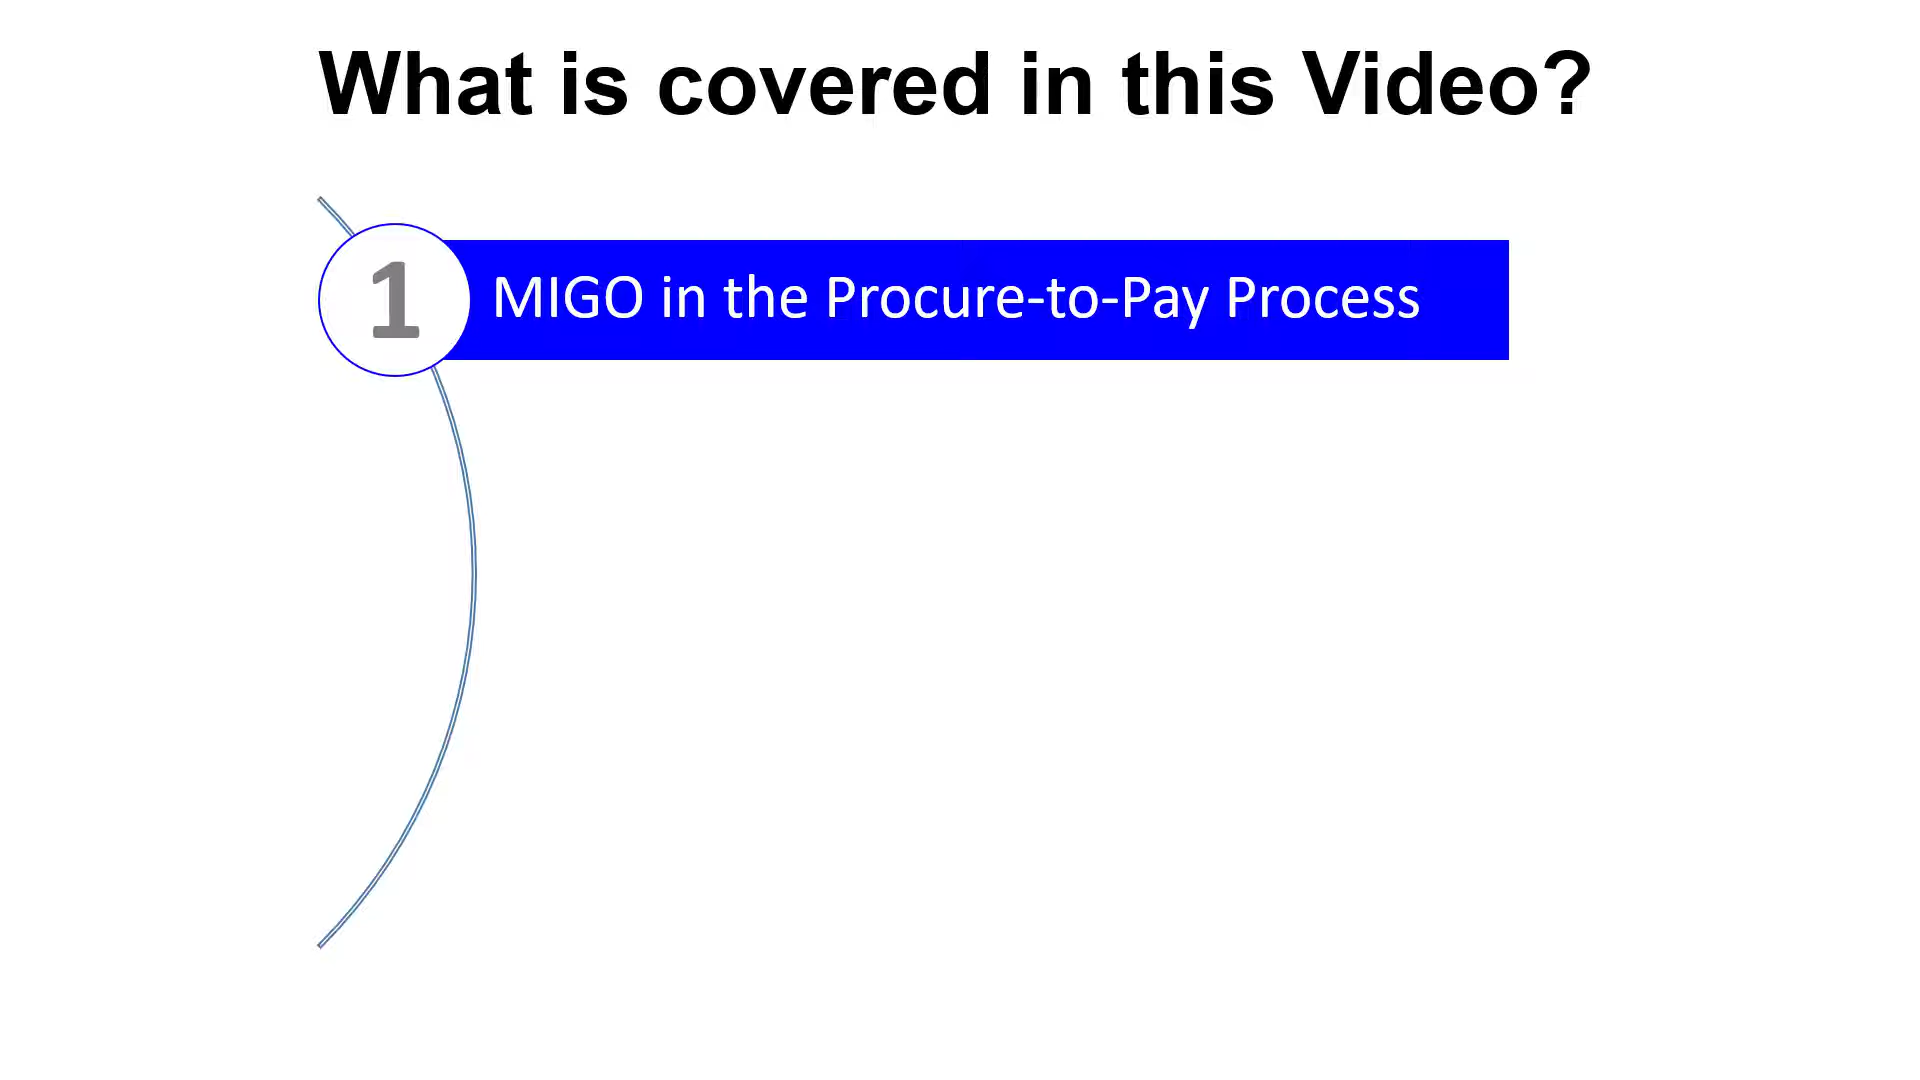 What is covered in this Video?
1
MIGO in the Procure-to-Pay Process